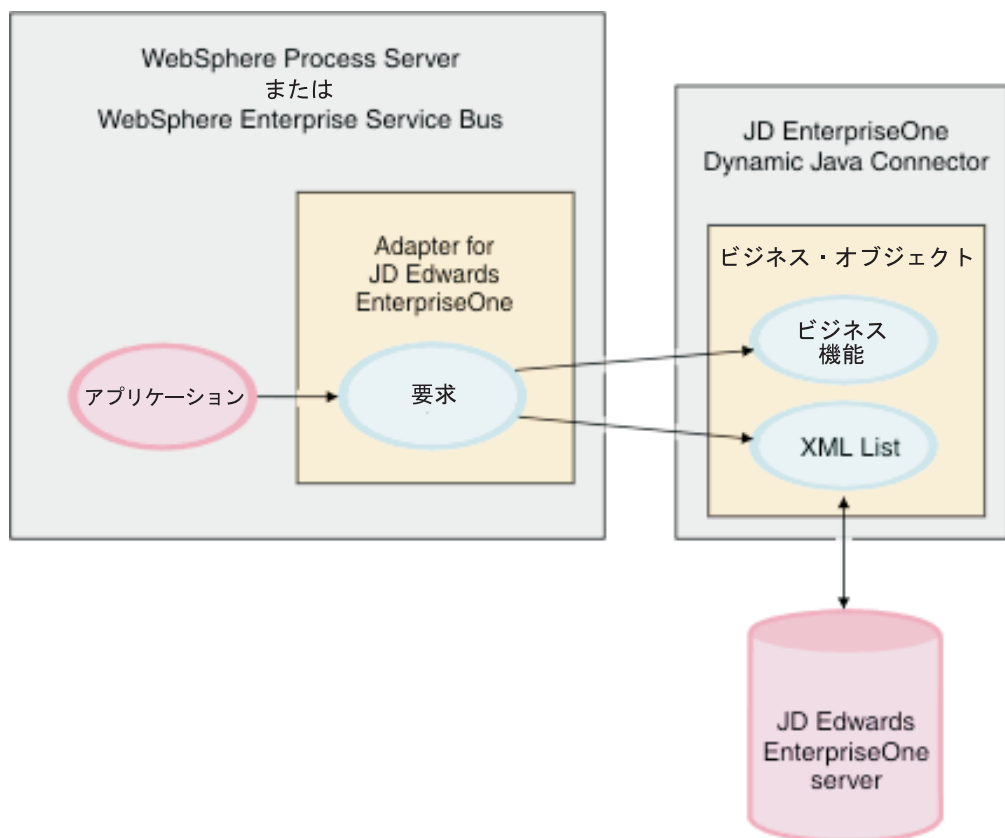 WebSphere Process Server
または
WebSphere Enterprise Service Bus
Adapter for
JD Edwards
EnterpriseOne
アプリケーション
要求
JD EnterpriseOne
Dynamic Java Connector
ビジネス・オブジェクト
ビジネス
機能
XML List
JD Edwards
EnterpriseOne
server